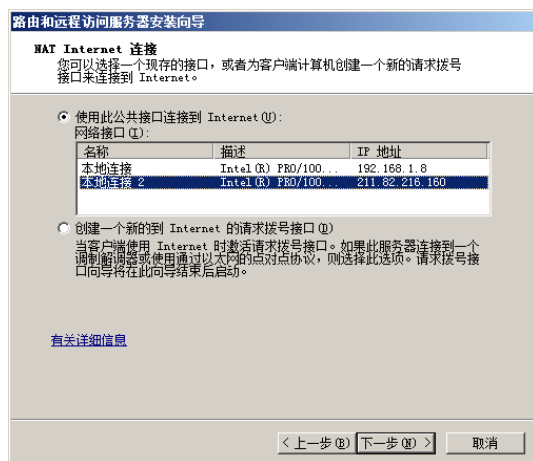 路由和远程访问服务器安装向导
NAT Internet 连接
您可以选择一个现存的接口，或者为客户端计算机创建一个新的请求拨号
接口来连接到 Internet。
使用此公共接口连接到 Internet(U):
网络接口(I):
名称 描述 IP 地址
本地连接 Intel(R) PRO/100... 192.168.1.8
本地连接 2 Intel(R) PRO/100... 211.82.216.160
创建一个新的到 Internet 的请求拨号接口(D)
当客户端使用 Internet 时激活请求拨号接口。如果此服务器连接到一个
调制解调器或使用通过以太网的点对点协议，则选择此选项。请求拨号接
口向导将在此向导结束后启动。
有关详细信息
< 上一步(B) 下一步(N) > 取消